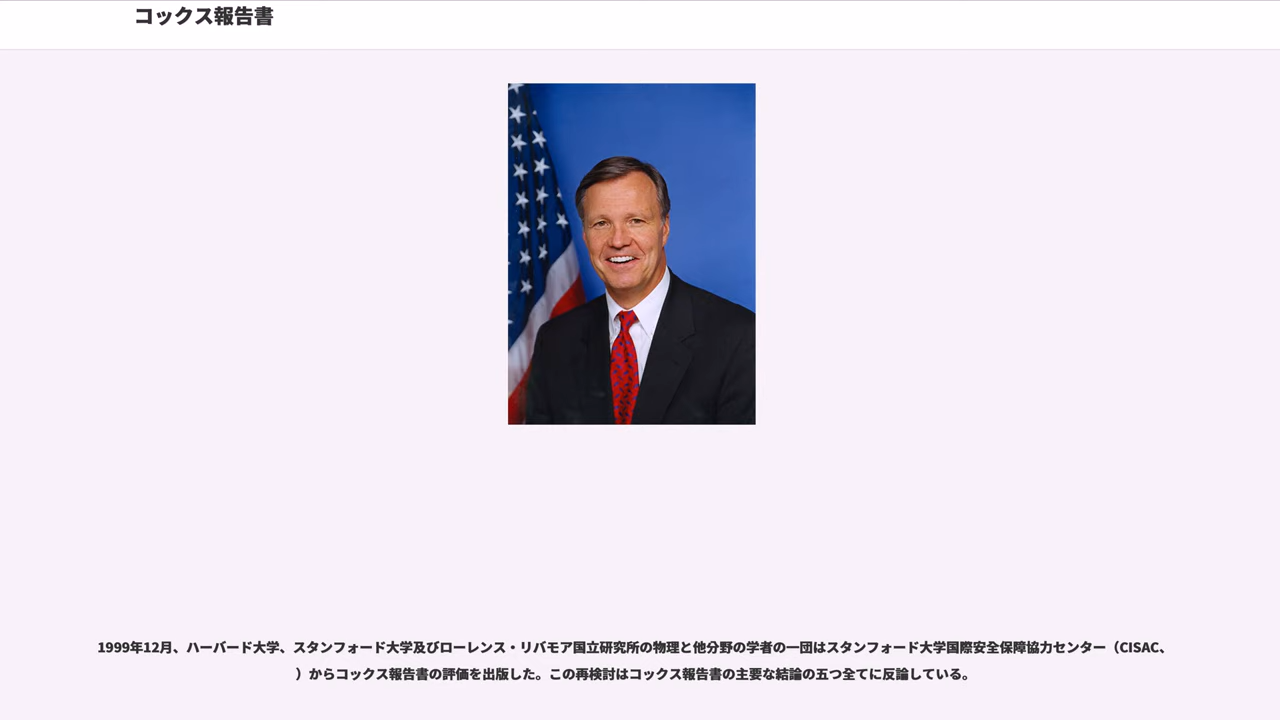 コックス報告書
1999年12月、ハーバード大学、スタンフォード大学及びローレンス・リバモア国立研究所の物理と他分野の学者の一団はスタンフォード大学国際安全保障協力センター（CISAC、
）からコックス報告書の評価を出版した。この再検討はコックス報告書の主要な結論の五つ全てに反論している。